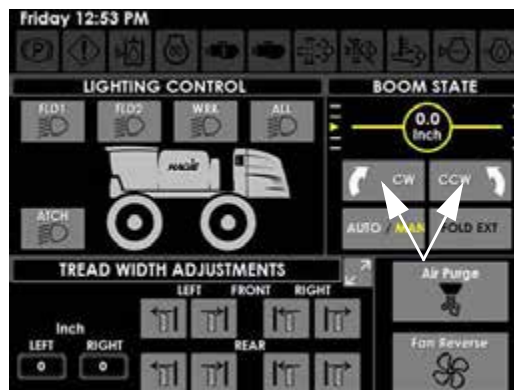 Friday 12:53 PM
LIGHTING CONTROL
FLD1 FLD2 WRK ALL
HAGIE
ATCH
BOOM STATE
0.0
Inch
CW CCW
AUTO / MAN FOLD EXT
TREAD WIDTH ADJUSTMENTS
LEFT FRONT RIGHT
Inch
LEFT RIGHT
REAR
0 0
Air Purge
Fan Reverse